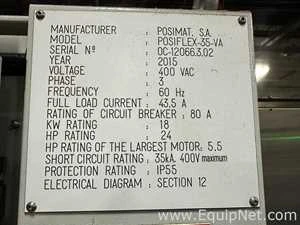 MANUFACTURER : POSIMAT, S.A.
MODEL : POSIFLEX-35-VA
SERIAL Nº : OC-12066.3.02
YEAR : 2015
VOLTAGE : 400 VAC
PHASE : 3
FREQUENCY : 60 Hz
FULL LOAD CURRENT : 43,5 A
RATING OF CIRCUIT BREAKER : 80 A
KW RATING : 18
HP RATING : 24
HP RATING OF THE LARGEST MOTOR: 5,5
SHORT CIRCUIT RATING : 35kA, 400V maximum
PROTECTION RATING : IP55
ELECTRICAL DIAGRAM : SECTION 12
www.EquipNet.com